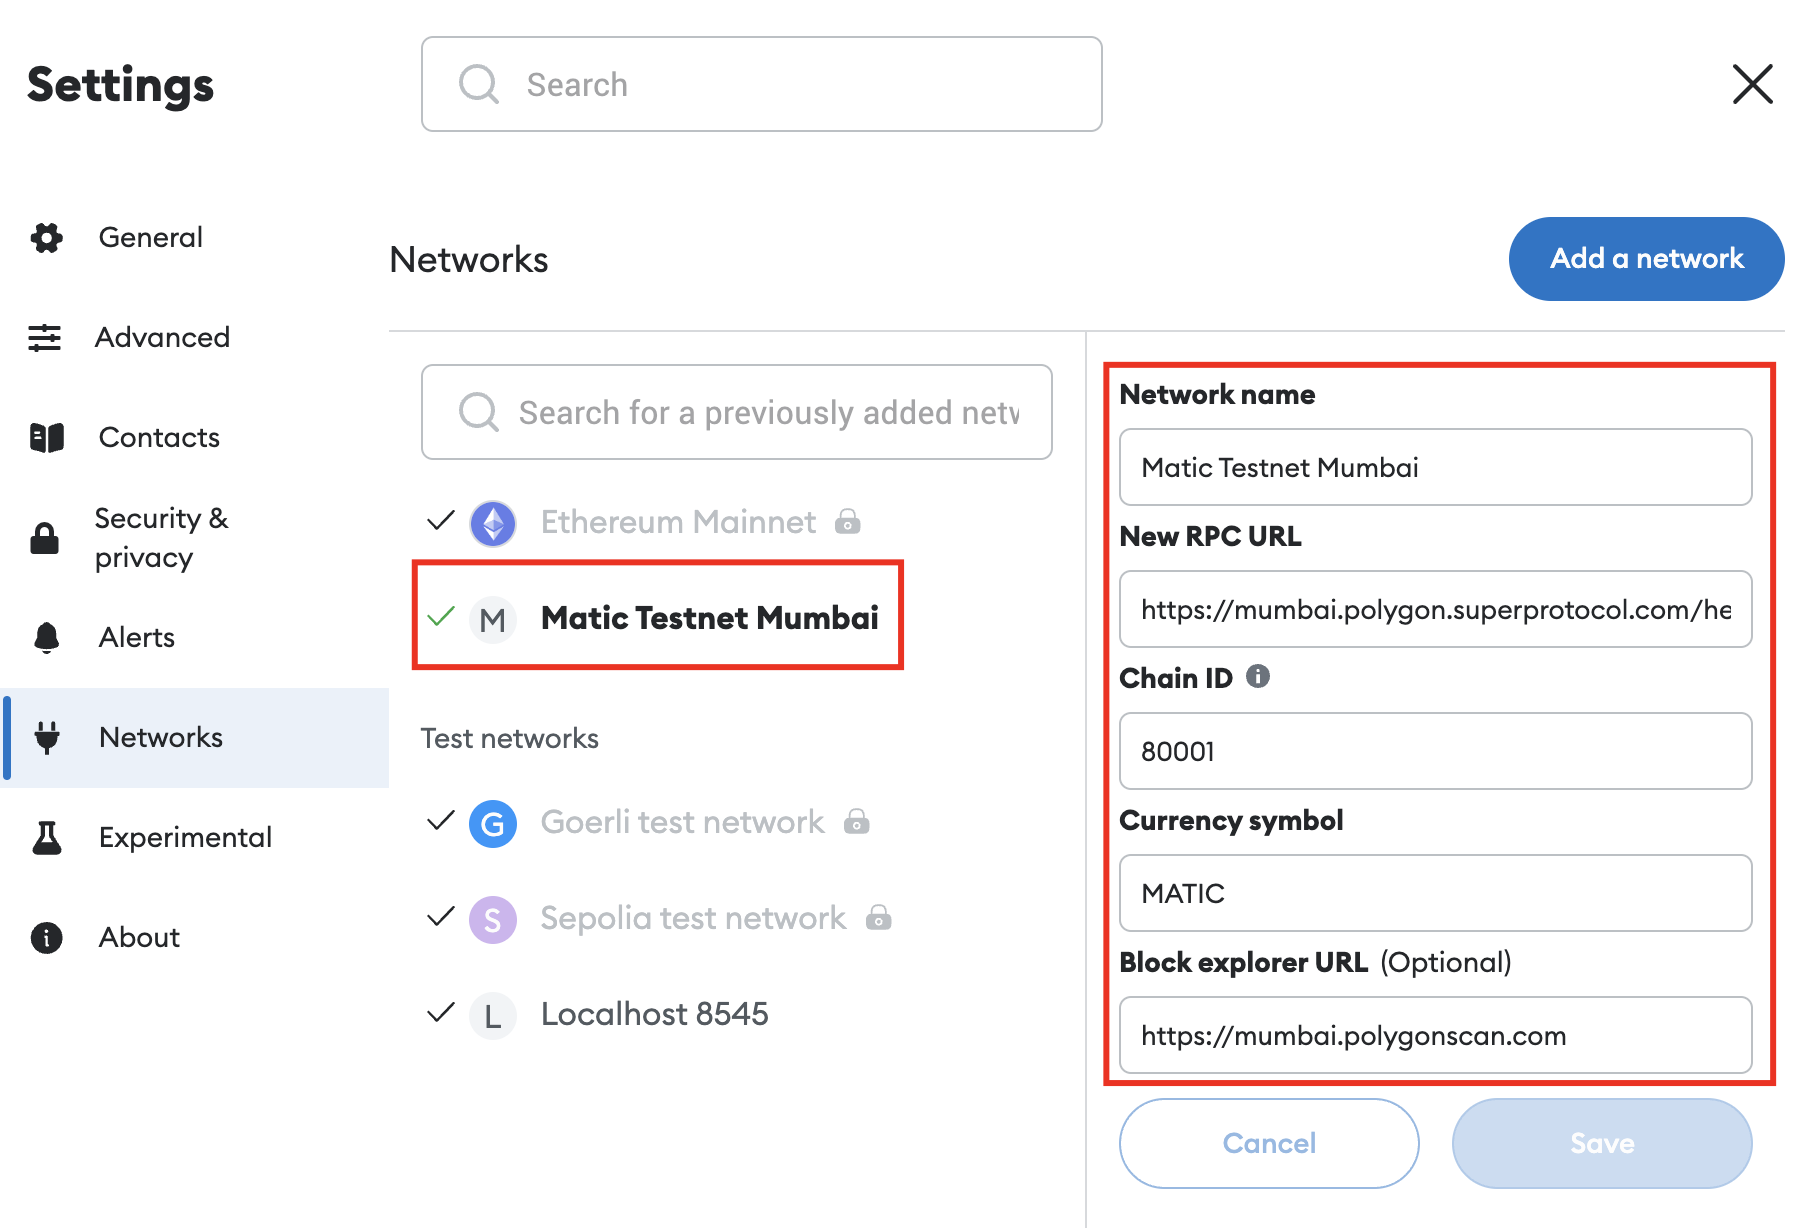 Settings
Search
General
Advanced
Contacts
Security &
privacy
Alerts
Networks
Experimental
About
Networks
Add a network
Search for a previously added netw
Ethereum Mainnet
M Matic Testnet Mumbai
Test networks
G Goerli test network
S Sepolia test network
L Localhost 8545
Network name
Matic Testnet Mumbai
New RPC URL
https://mumbai.polygon.superprotocol.com/he
Chain ID
80001
Currency symbol
MATIC
Block explorer URL (Optional)
https://mumbai.polygonscan.com
Cancel
Save